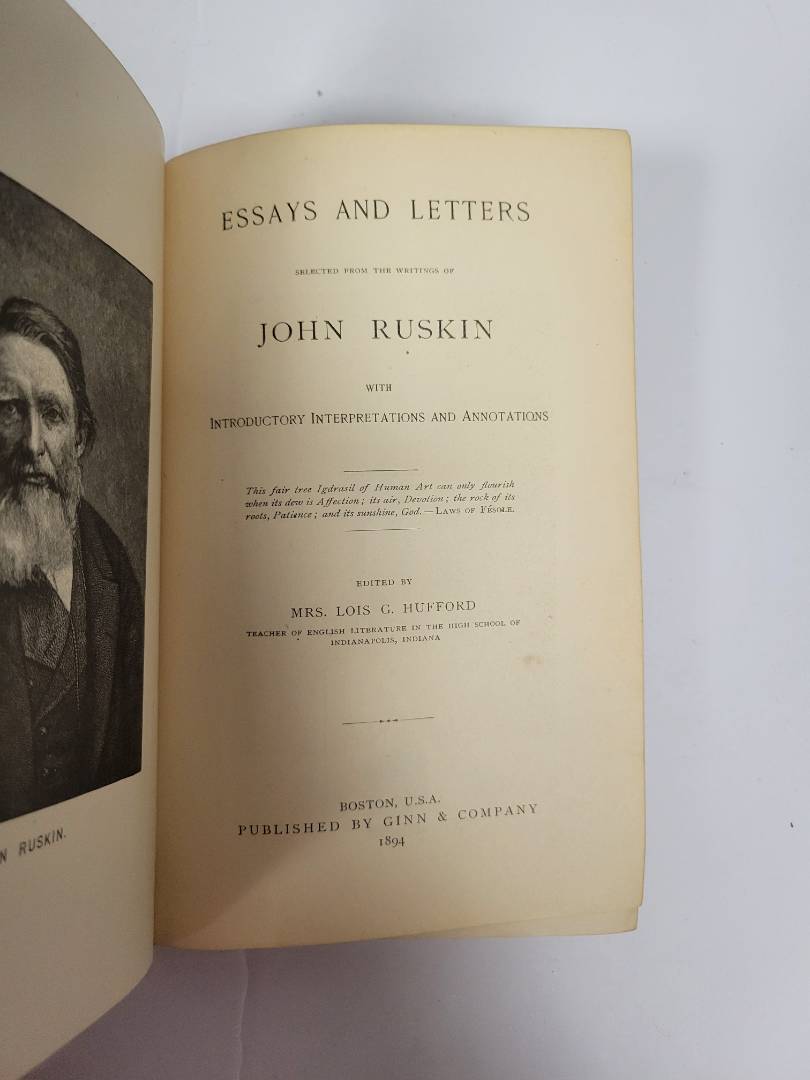 N RUSKIN.
ESSAYS AND LETTERS
SELECTED FROM THE WRITINGS OF
JOHN RUSKIN
WITH
INTRODUCTORY INTERPRETATIONS AND ANNOTATIONS
This fair tree Igdrasil of Human Art can only flourish
when its dew is Affection; its air, Devotion; the rock of its
roots, Patience; and its sunshine, God.—LAWS OF FÉSOLE.
EDITED BY
MRS. LOIS G. HUFFORD
TEACHER OF ENGLISH LITERATURE IN THE HIGH SCHOOL OF
INDIANAPOLIS, INDIANA
BOSTON, U.S.A.
PUBLISHED BY GINN & COMPANY
1894